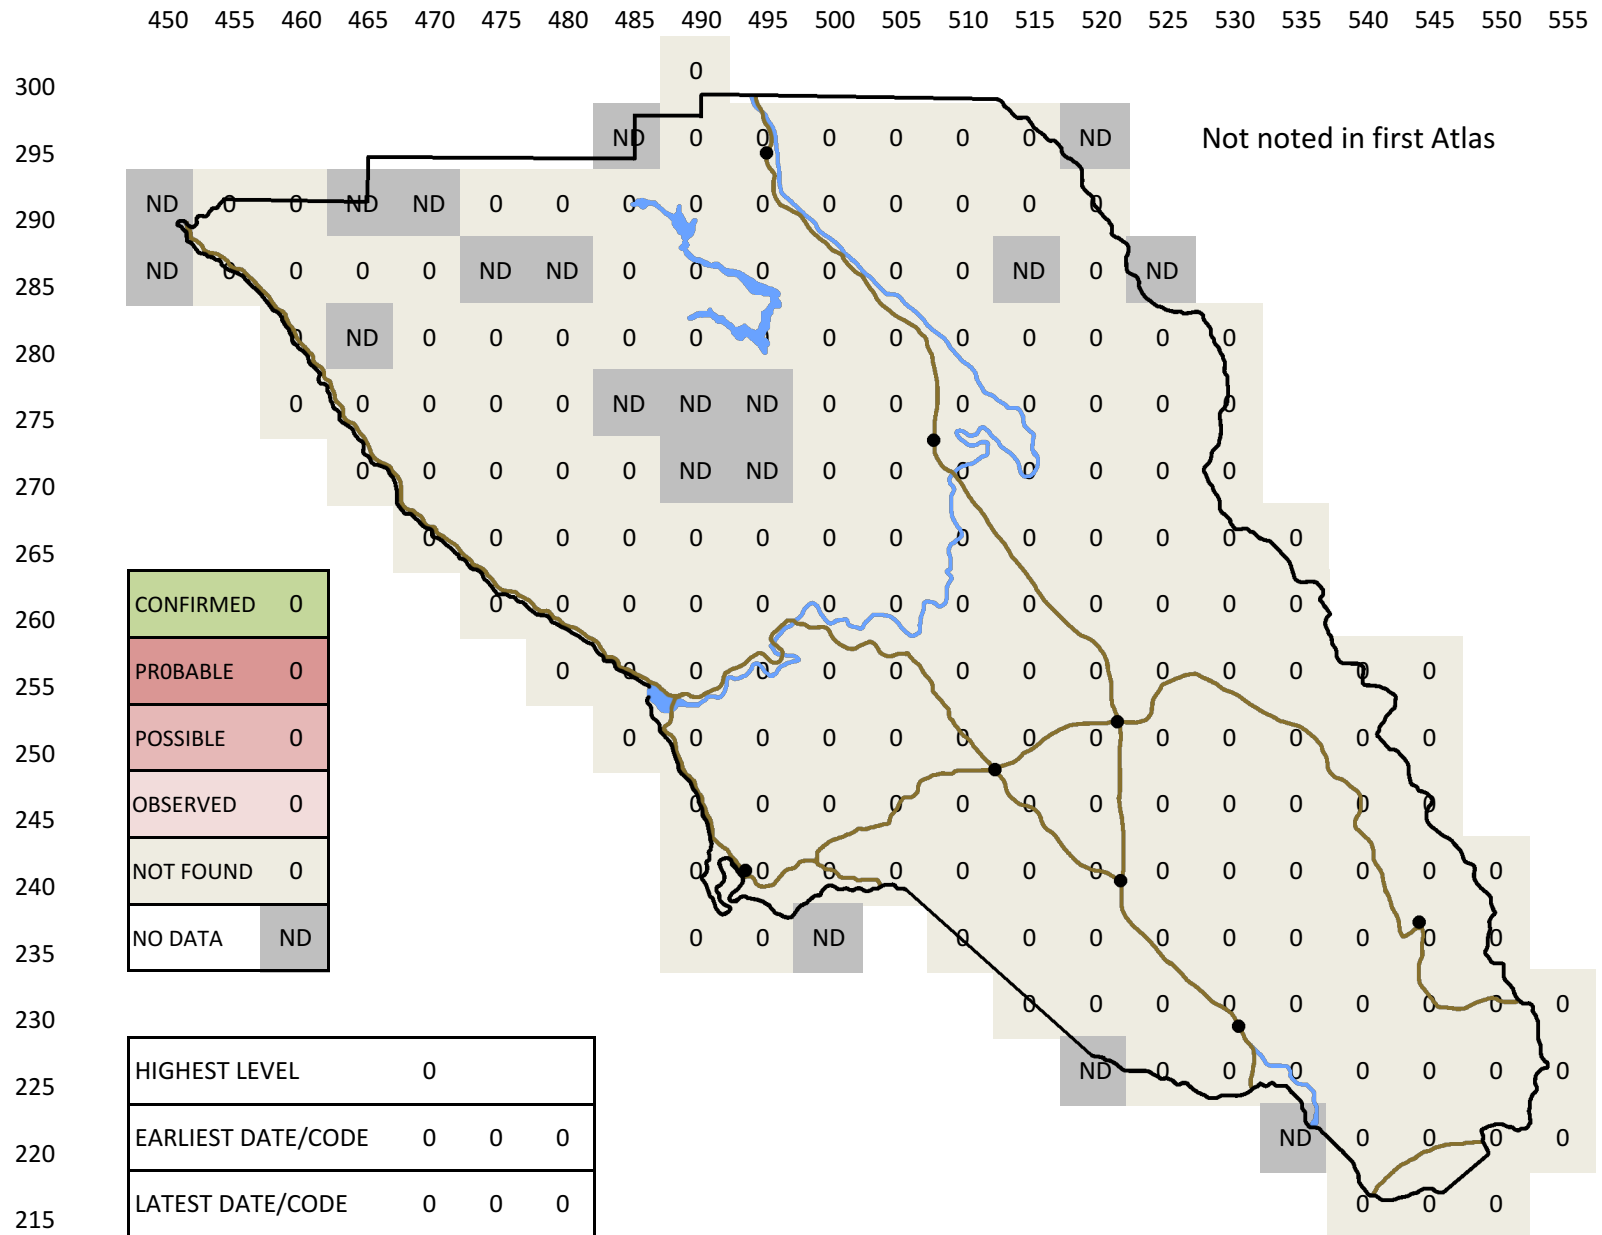 450 455 460 465 470 475 480 485 490 495 500 505 510 515 520 525 530 535 540 545 550 555
300 0
295 ND 0 0 0 0 0 0 ND Not noted in first Atlas
290 ND 0 0 ND ND 0 0 0 0 0 0 0 0 0 0
285 ND 0 0 0 0 ND ND 0 0 0 0 0 0 ND 0 ND
280 0 ND 0 0 0 0 0 0 0 0 0 0 0 0 0
275 0 0 0 0 0 ND ND ND 0 0 0 0 0 0 0
270 0 0 0 0 0 ND ND 0 0 0 0 0 0 0
265 0 0 0 0 0 0 0 0 0 0 0 0 0 0
260 CONFIRMED 0 0 0 0 0 0 0 0 0 0 0 0 0 0
255 PR0BABLE 0 0 0 0 0 0 0 0 0 0 0 0 0 0 0
250 POSSIBLE 0 0 0 0 0 0 0 0 0 0 0 0 0 0
245 OBSERVED 0 0 0 0 0 0 0 0 0 0 0 0 0
240 NOT FOUND 0 0 0 0 0 0 0 0 0 0 0 0 0 0
235 NO DATA ND 0 0 ND 0 0 0 0 0 0 0 0 0
230 0 0 0 0 0 0 0 0 0
225 HIGHEST LEVEL 0 ND 0 0 0 0 0 0 0
220 EARLIEST DATE/CODE 0 0 0 ND 0 0 0 0
215 LATEST DATE/CODE 0 0 0 0 0 0